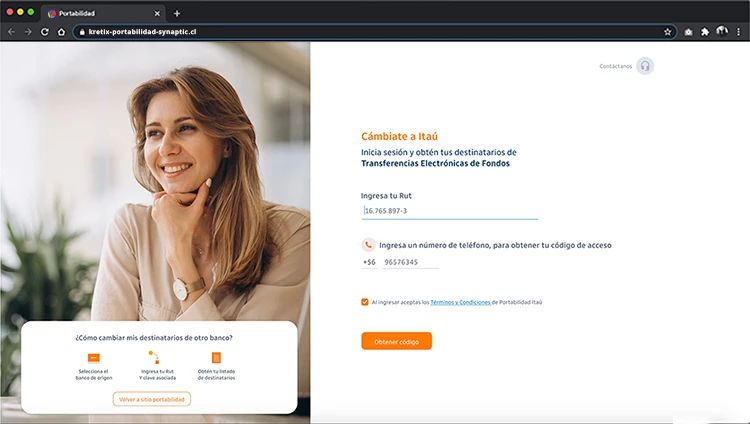 Portabilidad
kretix-portabilidad-synaptic.cl
Contáctanos
Cámbiate a Itaú
Inicia sesión y obtén tus destinatarios de
Transferencias Electrónicas de Fondos
Ingresa tu Rut
16.765.897-3
Ingresa un número de teléfono, para obtener tu código de acceso
+56 96576345
Al ingresar aceptas los Términos y Condiciones de Portabilidad Itaú
Obtener código
¿Cómo cambiar mis destinatarios de otro banco?
Selecciona el
banco de origen
Ingresa tu Rut
Y clave asociada
Obtén tu listado
de destinatarios
Volver a sitio portabilidad